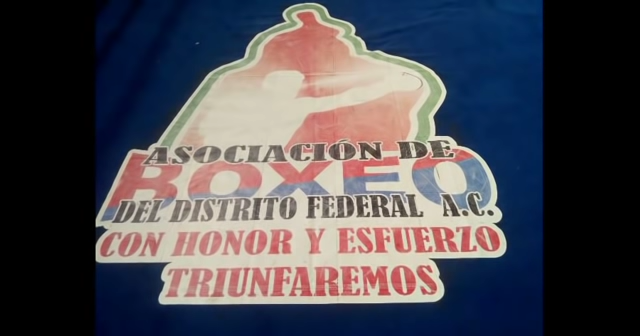 ASOCIACIÓN DE
BOXEO
DEL DISTRITO FEDERAL A.C.
CON HONOR Y ESFUERZO
TRIUNFAREMOS